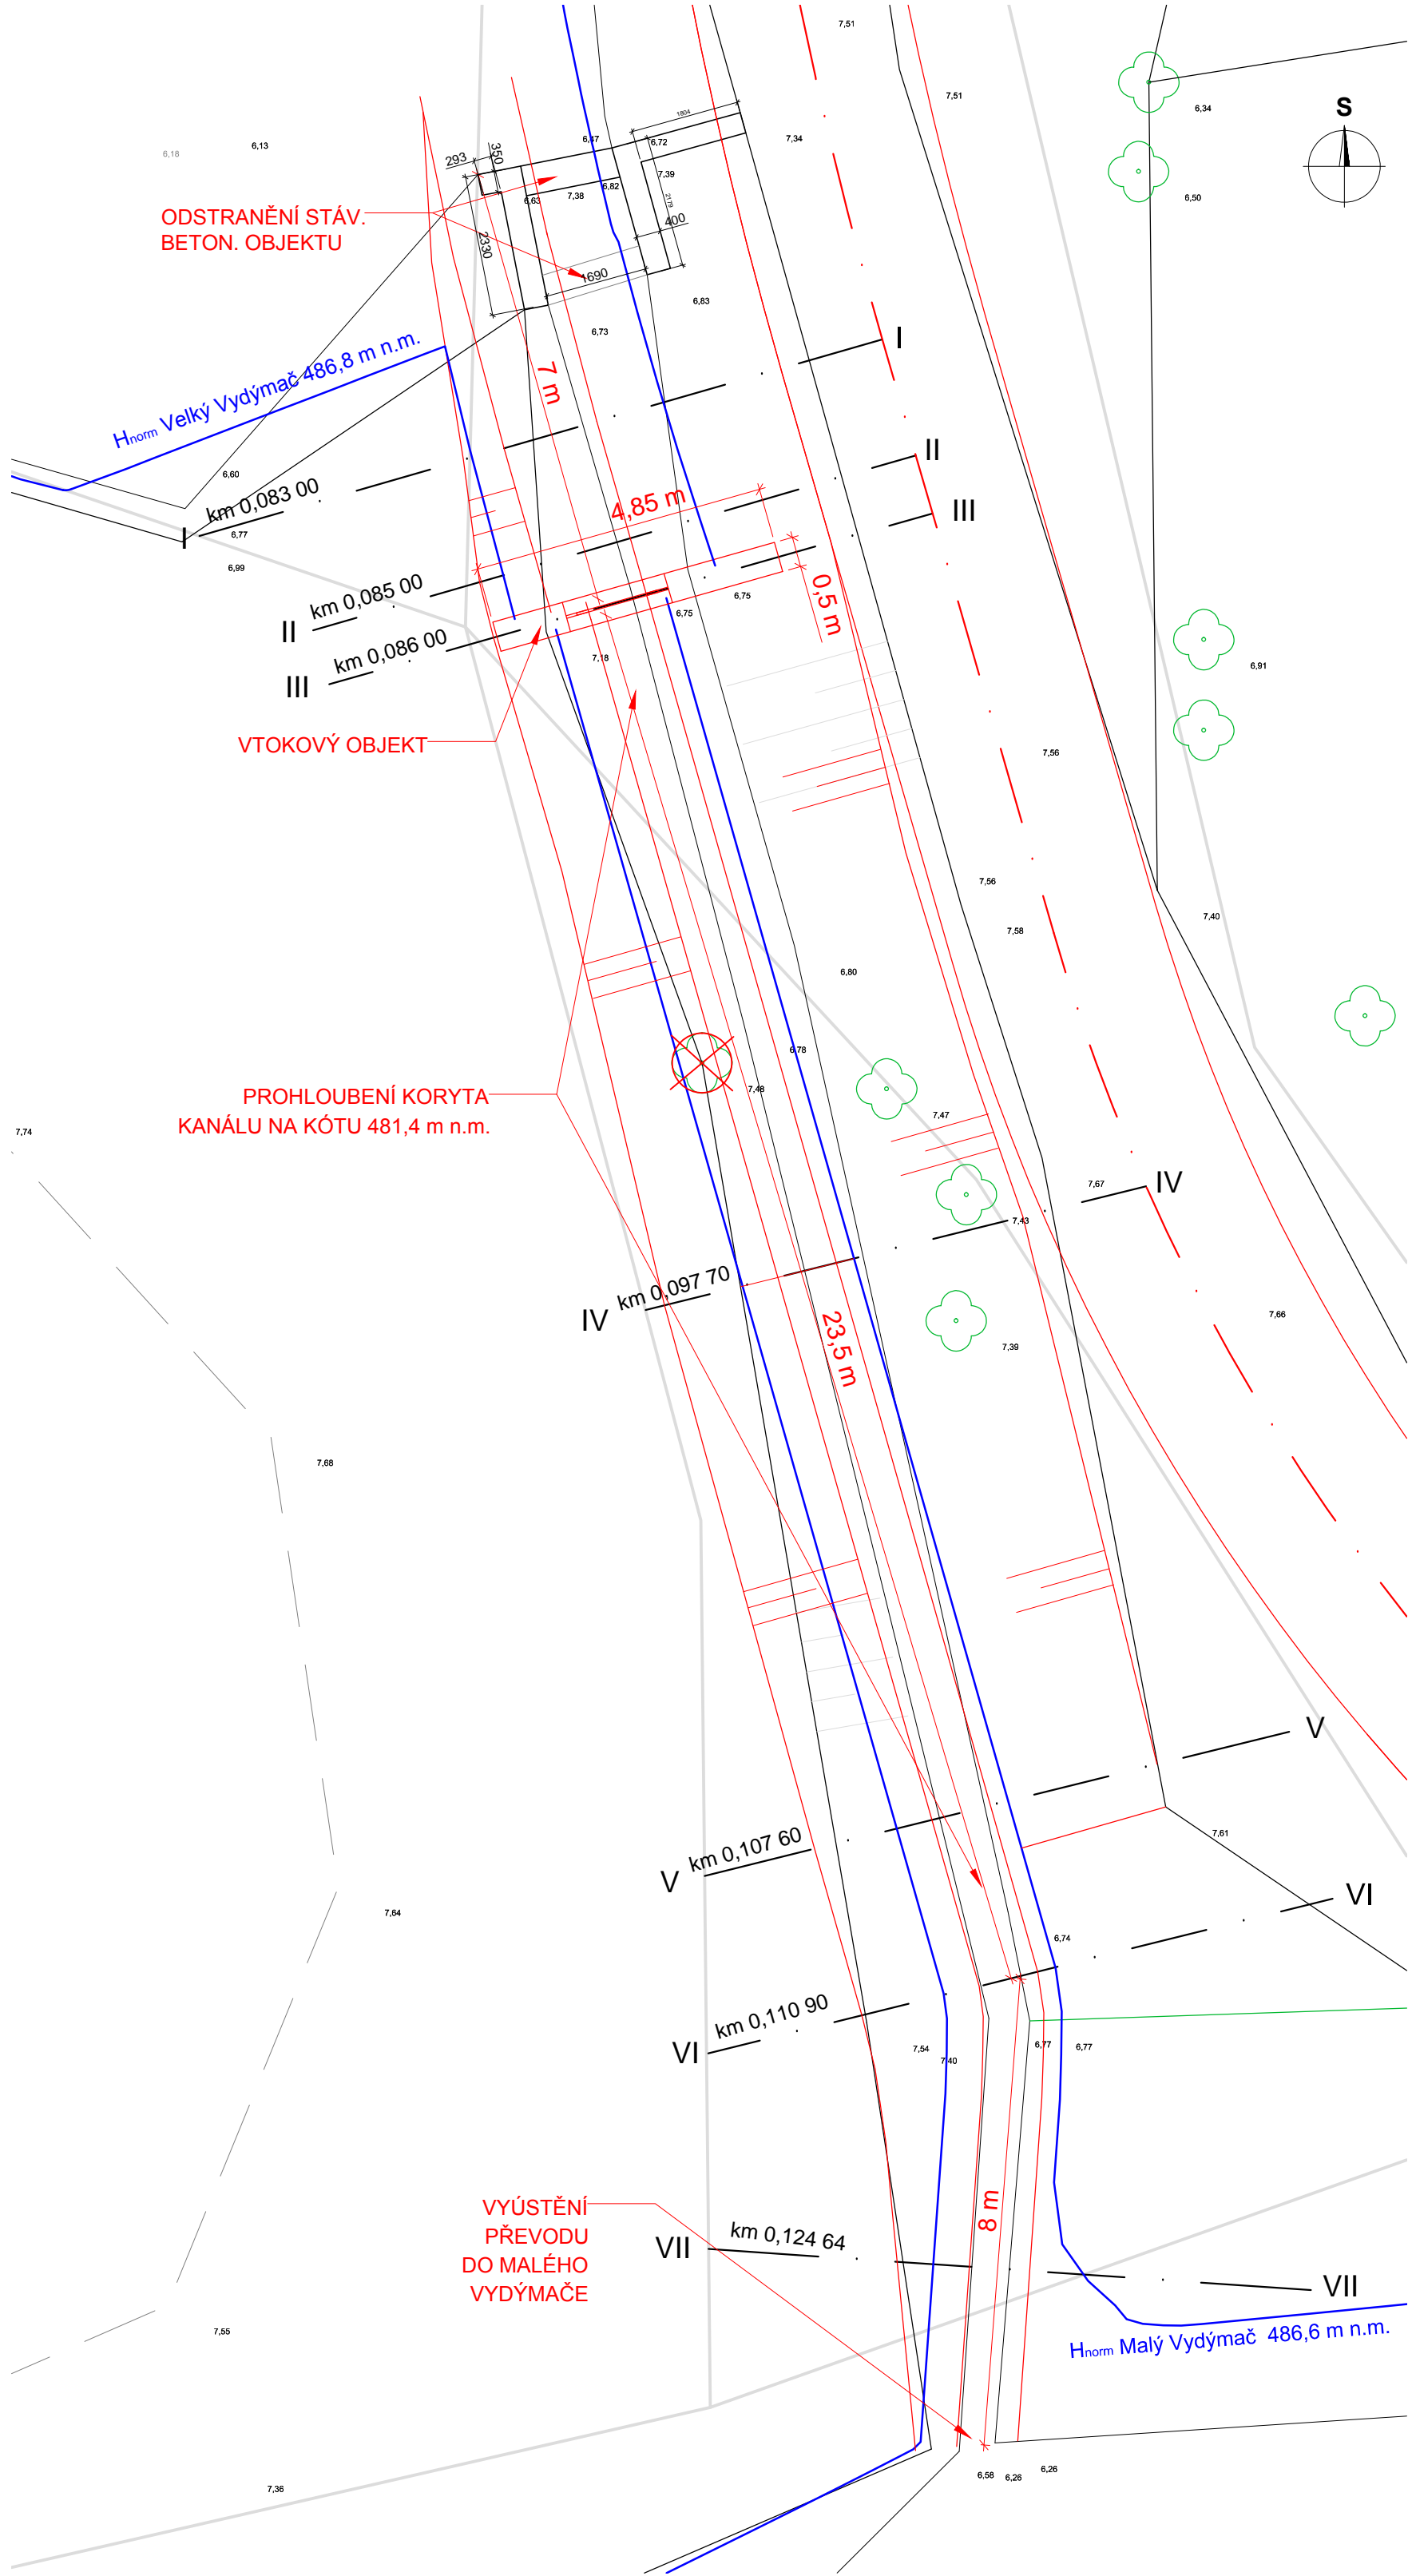 7,51
7,51
6,34
S
1804
6,47
6,72
7,34
6,18
6,13
293
350
7,39
6,82
6,63
7,38
2179
6,50
ODSTRANĚNÍ STÁV.
BETON. OBJEKTU
400
2330
1690
6,83
6,73
I
Hnorm Velký Vydýmač 486,8 m n.m.
7 m
II
6,60
km 0,083 00
4,85 m
III
I
6,77
6,99
km 0,085 00
II
0,5 m
6,75
6,75
km 0,086 00
III
7,18
6,91
VTOKOVÝ OBJEKT
7,56
7,56
7,40
7,58
6,80
6,78
7,48
PROHLOUBENÍ KORYTA
KANÁLU NA KÓTU 481,4 m n.m.
7,47
7,74
7,67
IV
7,43
km 0,097 70
IV
23,5 m
7,66
7,39
7,68
V
7,61
km 0,107 60
V
VI
7,64
6,74
km 0,110 90
VI
7,54
7,40
6,77
6,77
VYÚSTĚNÍ
PŘEVODU
DO MALÉHO
VYDÝMAČE
8 m
km 0,124 64
VII
VII
7,55
Hnorm Malý Vydýmač 486,6 m n.m.
6,58
6,26
6,26
7,36